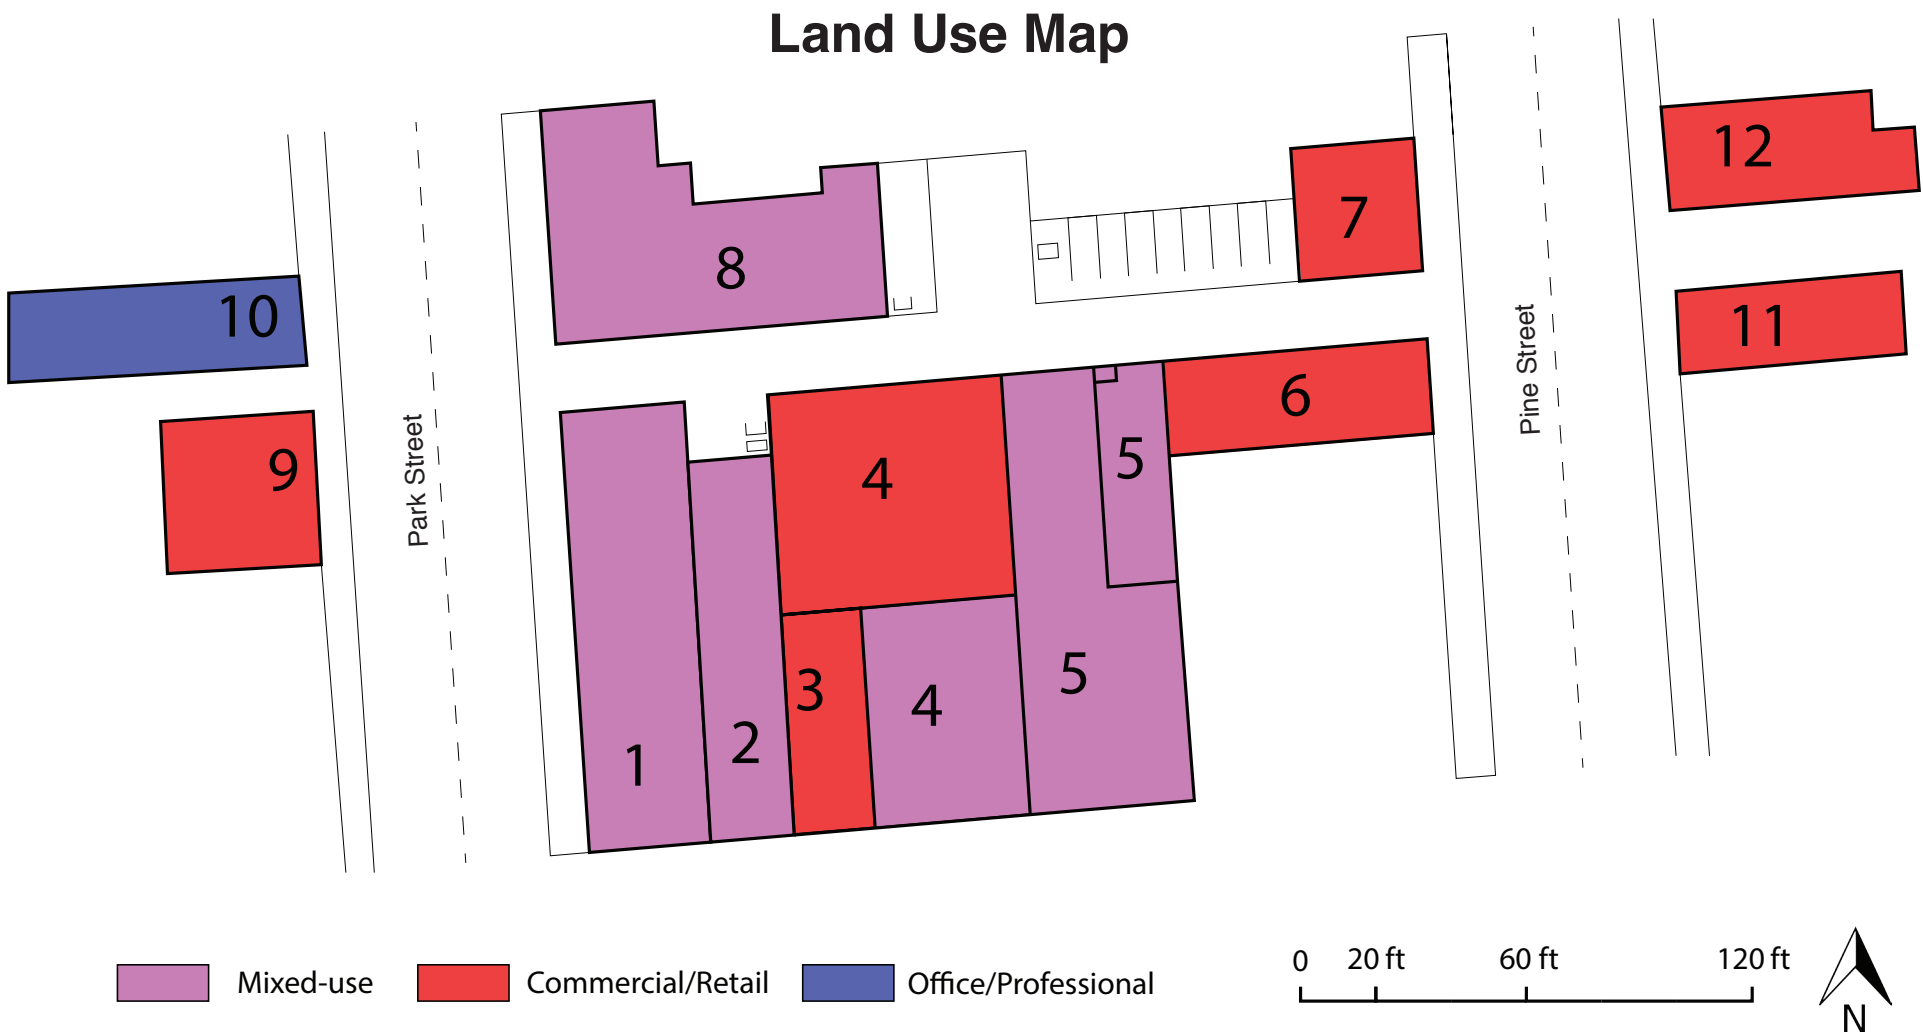 Land Use Map
12
7
8
10
11
Pine Street
6
Park Street
9
4
5
3
4
5
2
1
0 20 ft 60 ft 120 ft
Mixed-use Commercial/Retail Office/Professional
N